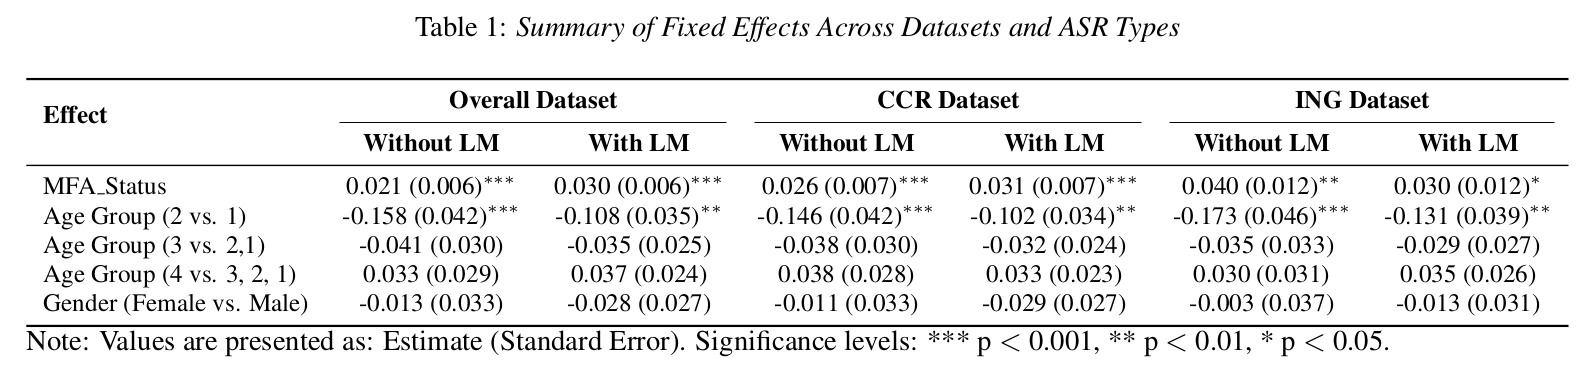 Table 1: Summary of Fixed Effects Across Datasets and ASR Types
Effect Overall Dataset CCR Dataset ING Dataset
Without LM With LM Without LM With LM Without LM With LM
MFA_Status 0.021 (0.006)*** 0.030 (0.006)*** 0.026 (0.007)*** 0.031 (0.007)*** 0.040 (0.012)** 0.030 (0.012)*
Age Group (2 vs. 1) -0.158 (0.042)*** -0.108 (0.035)** -0.146 (0.042)*** -0.102 (0.034)** -0.173 (0.046)*** -0.131 (0.039)**
Age Group (3 vs. 2,1) -0.041 (0.030) -0.035 (0.025) -0.038 (0.030) -0.032 (0.024) -0.035 (0.033) -0.029 (0.027)
Age Group (4 vs. 3, 2, 1) 0.033 (0.029) 0.037 (0.024) 0.038 (0.028) 0.033 (0.023) 0.030 (0.031) 0.035 (0.026)
Gender (Female vs. Male) -0.013 (0.033) -0.028 (0.027) -0.011 (0.033) -0.029 (0.027) -0.003 (0.037) -0.013 (0.031)
Note: Values are presented as: Estimate (Standard Error). Significance levels: *** p < 0.001, ** p < 0.01, * p < 0.05.